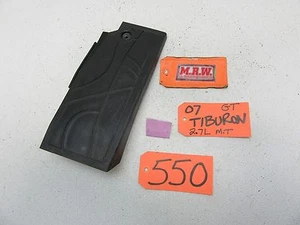 M.R.W.
07 GT
TIBURON
2.7L M/T
550